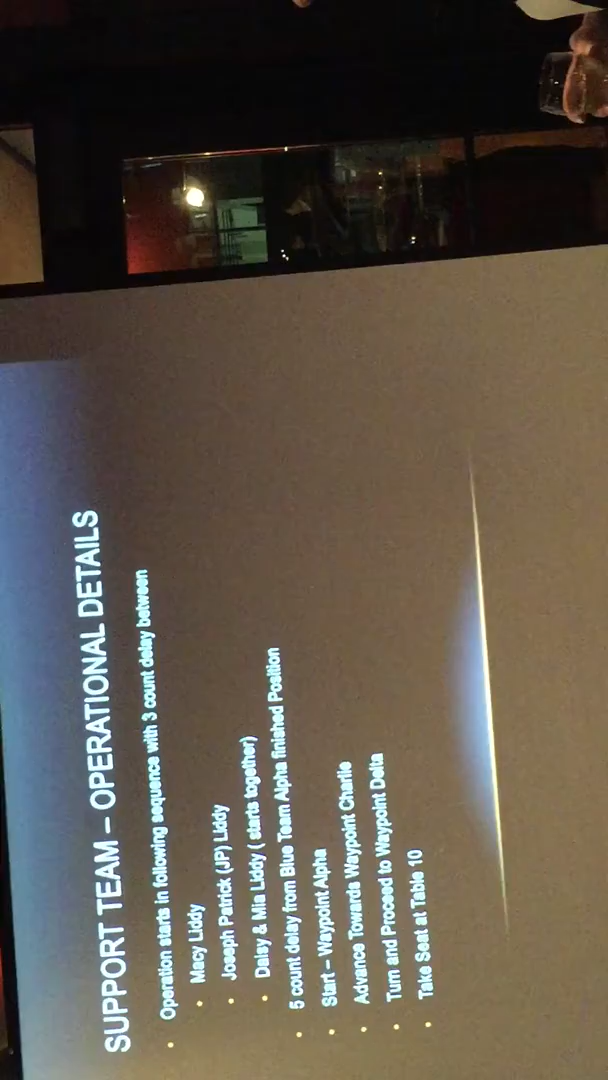 SUPPORT TEAM – OPERATIONAL DETAILS
Operation starts in following sequence with 3 count delay between
Macy Liddy
Joseph Patrick (JP) Liddy
Daisy & Mia Liddy ( starts together)
5 count delay from Blue Team Alpha finished Position
Start – Waypoint Alpha
Advance Towards Waypoint Charlie
Turn and Proceed to Waypoint Delta
Take Seat at Table 10